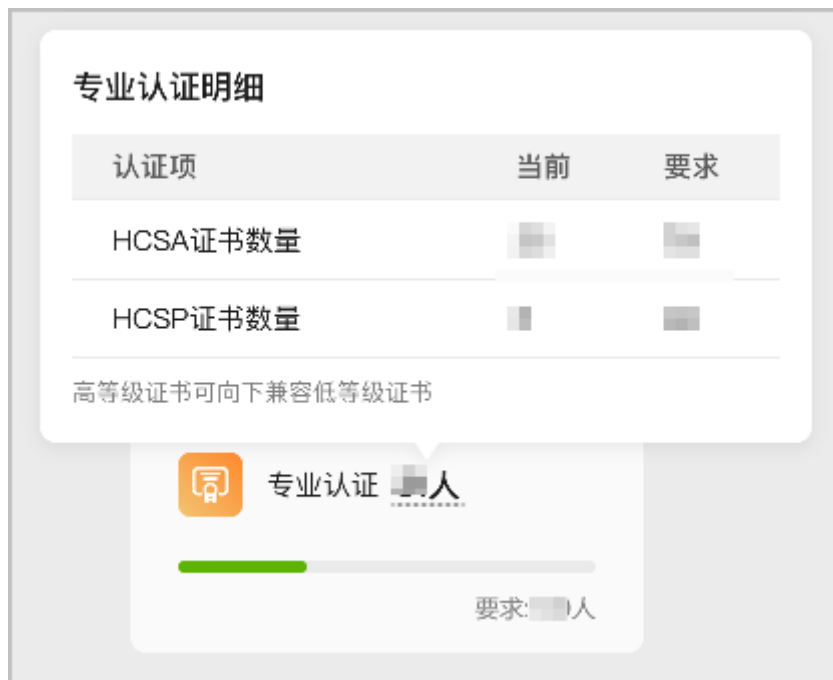 专业认证明细
认证项 当前 要求
HCSA证书数量
HCSP证书数量
高等级证书可向下兼容低等级证书
专业认证 人
要求: 人